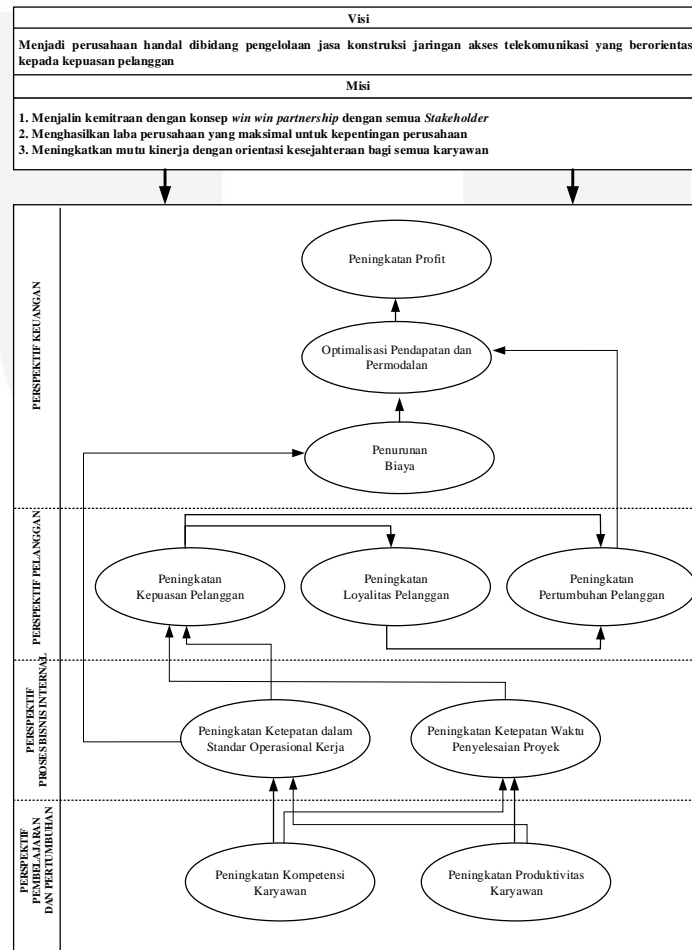 Visi
Menjadi perusahaan handal dibidang pengelolaan jasa konstruksi jaringan akses telekomunikasi yang berorientas
kepada kepuasan pelanggan
Misi
1. Menjalin kemitraan dengan konsep win win partnership dengan semua Stakeholder
2. Menghasilkan laba perusahaan yang maksimal untuk kepentingan perusahaan
3. Meningkatkan mutu kinerja dengan orientasi kesejahteraan bagi semua karyawan
PERSPEKTIF KEUANGAN
Peningkatan Profit
Optimalisasi Pendapatan dan
Permodalan
Penurunan
Biaya
PERSPEKTIF PELANGGAN
Peningkatan
Kepuasan Pelanggan
Peningkatan
Loyalitas Pelanggan
Peningkatan
Pertumbuhan Pelanggan
PERSPEKTIF
PROSES BISNIS INTERNAL
Peningkatan Ketepatan dalam
Standar Operasional Kerja
Peningkatan Ketepatan Waktu
Penyelesaian Proyek
PERSPEKTIF
PEMBELAJARAN
DAN PERTUMBUHAN
Peningkatan Kompetensi
Karyawan
Peningkatan Produktivitas
Karyawan